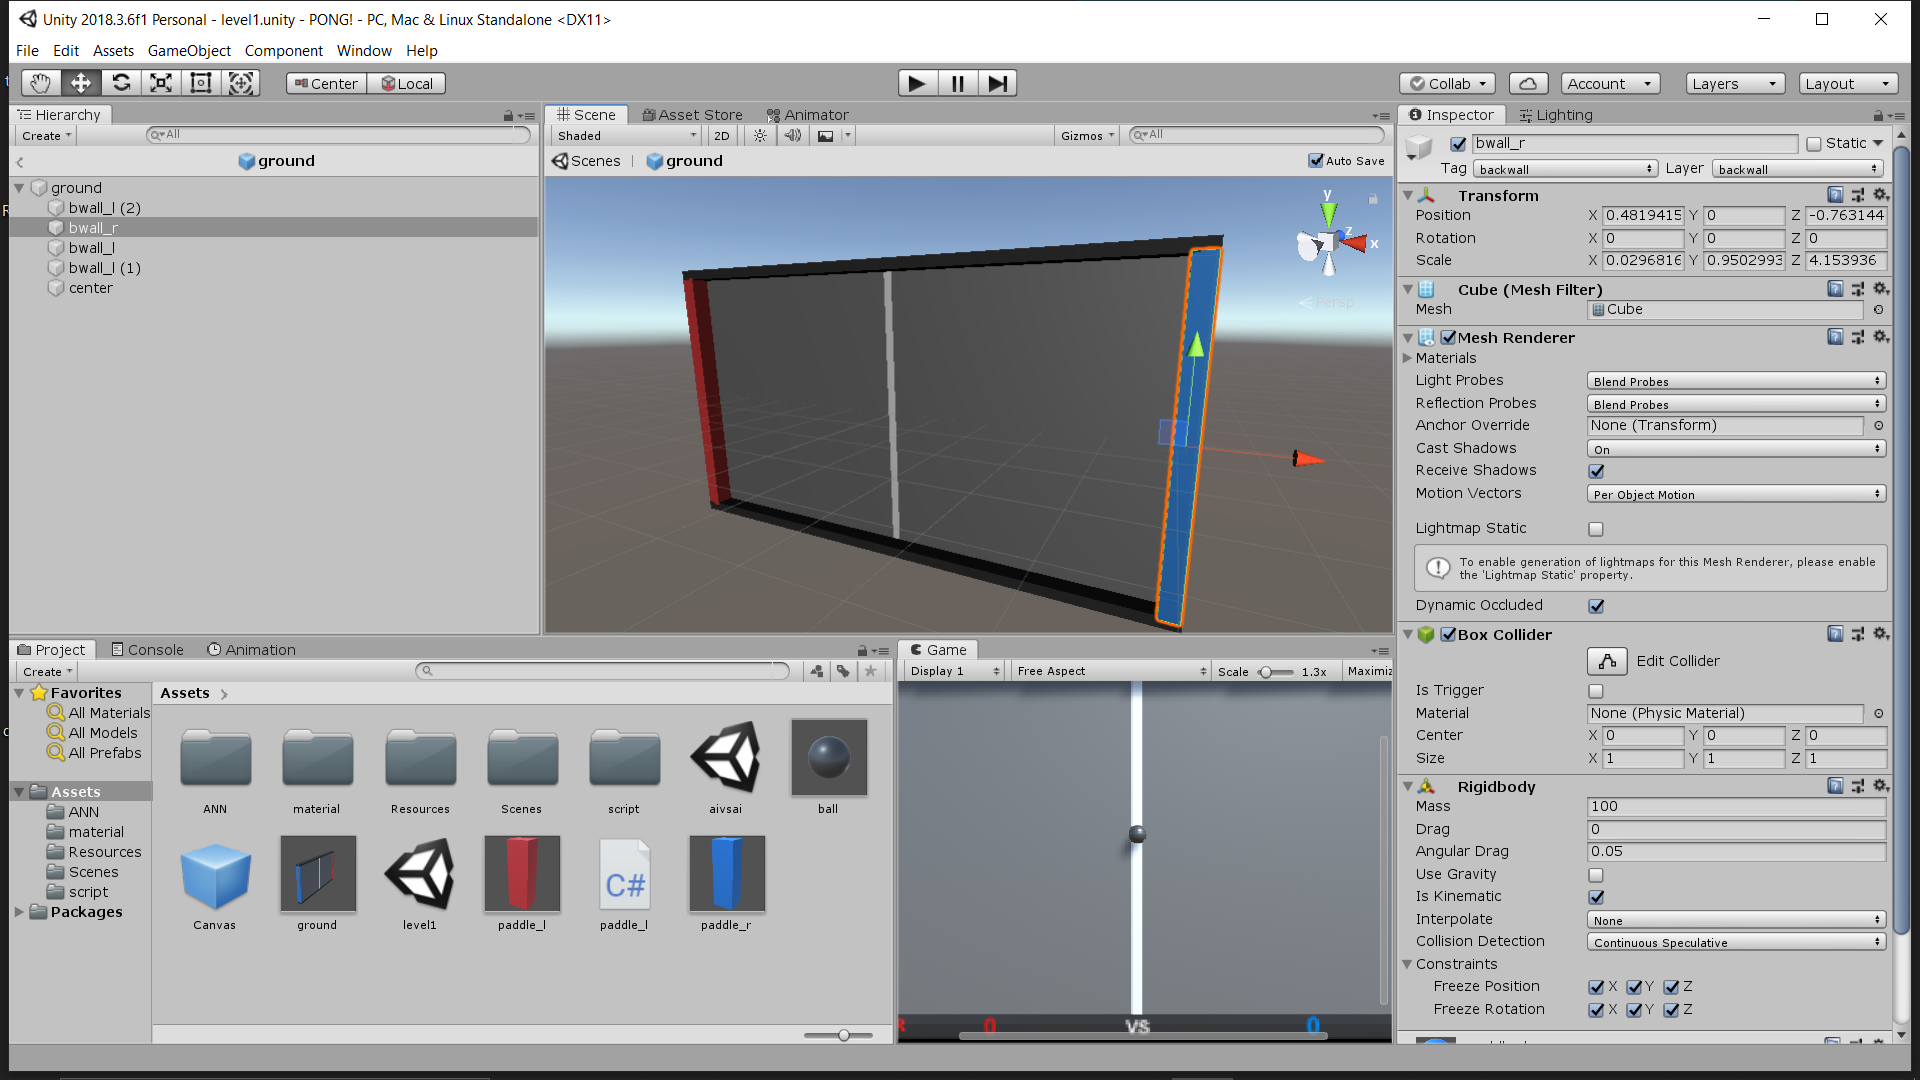 Unity 2018.3.6f1 Personal - level1.unity - PONG! - PC, Mac & Linux Standalone <DX11>
File Edit Assets GameObject Component Window Help
Center Local Collab Account Layers Layout
Hierarchy
Create All
ground
ground
bwall_l (2)
bwall_r
bwall_l
bwall_l (1)
center
Scene Asset Store Animator
Shaded 2D Gizmos All
Scenes | ground Auto Save
y
z
x
Persp
Inspector Lighting
bwall_r Static
Tag backwall Layer backwall
Transform
Position X 0.4819415 Y 0 Z -0.763144
Rotation X 0 Y 0 Z 0
Scale X 0.0296816 Y 0.9502993 Z 4.153936
Cube (Mesh Filter)
Mesh Cube
Mesh Renderer
Materials
Light Probes Blend Probes
Reflection Probes Blend Probes
Anchor Override None (Transform)
Cast Shadows On
Receive Shadows
Motion Vectors Per Object Motion
Lightmap Static
To enable generation of lightmaps for this Mesh Renderer, please enable
the 'Lightmap Static' property.
Dynamic Occluded
Box Collider
Edit Collider
Is Trigger
Material None (Physic Material)
Center X 0 Y 0 Z 0
Size X 1 Y 1 Z 1
Rigidbody
Mass 100
Drag 0
Angular Drag 0.05
Use Gravity
Is Kinematic
Interpolate None
Collision Detection Continuous Speculative
Constraints
Freeze Position X Y Z
Freeze Rotation X Y Z
Project Console Animation
Create
Favorites
All Materials
All Models
All Prefabs
Assets
ANN
material
Resources
Scenes
script
Packages
Assets
ANN material Resources Scenes script aivsai ball
C#
Canvas ground level1 paddle_l paddle_l paddle_r
Game
Display 1 Free Aspect Scale 1.3x Maximiz
R 0 VS 0